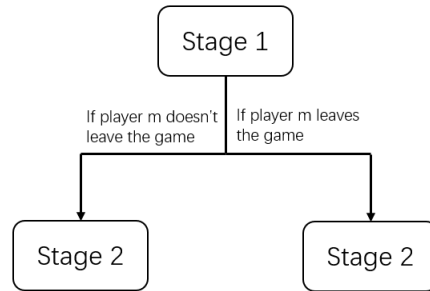 Stage 1
If player m doesn't
leave the game
If player m leaves
the game
Stage 2
Stage 2